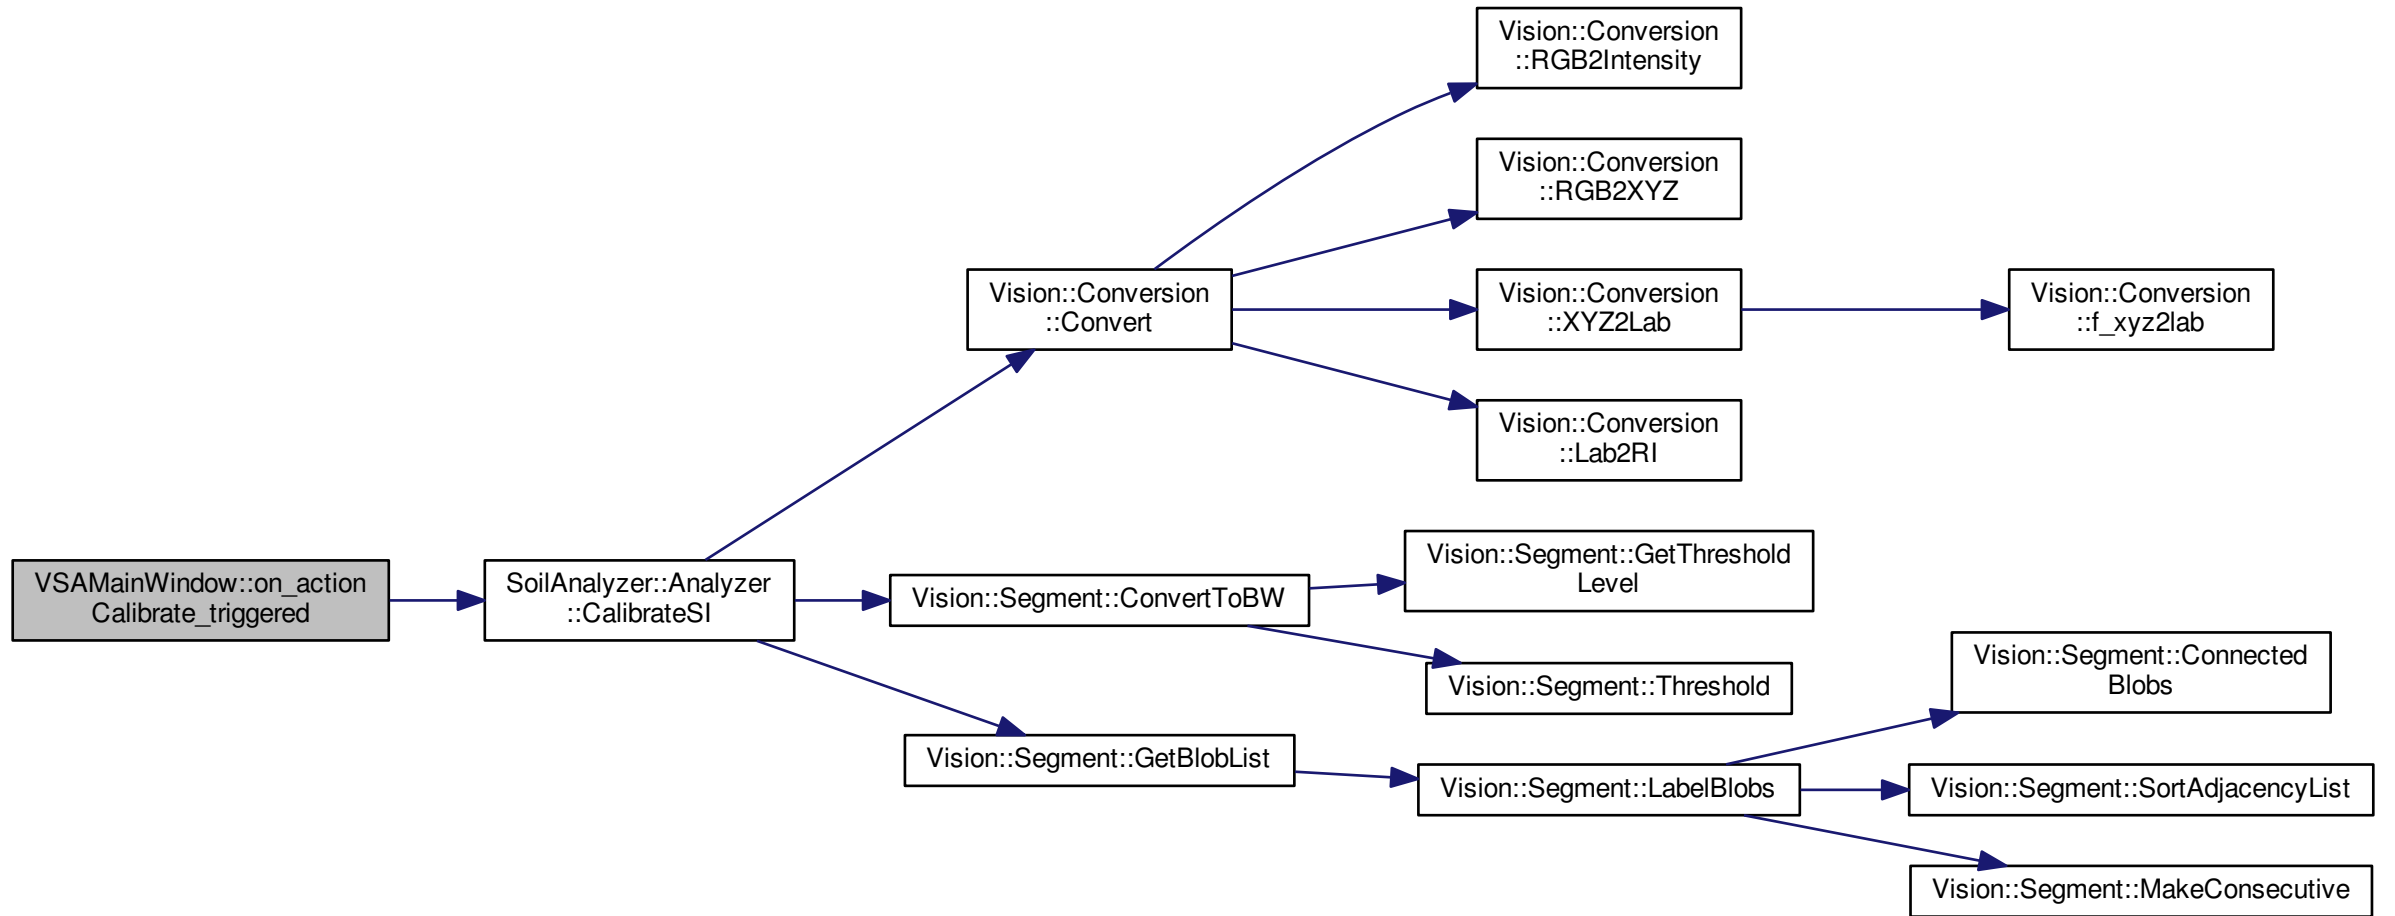 Vision::Conversion
::RGB2Intensity
Vision::Conversion
::RGB2XYZ
Vision::Conversion
::Convert
Vision::Conversion
::XYZ2Lab
Vision::Conversion
::f_xyz2lab
Vision::Conversion
::Lab2RI
VSAMainWindow::on_action
Calibrate_triggered
SoilAnalyzer::Analyzer
::CalibrateSI
Vision::Segment::ConvertToBW
Vision::Segment::GetThreshold
Level
Vision::Segment::Threshold
Vision::Segment::Connected
Blobs
Vision::Segment::GetBlobList
Vision::Segment::LabelBlobs
Vision::Segment::SortAdjacencyList
Vision::Segment::MakeConsecutive